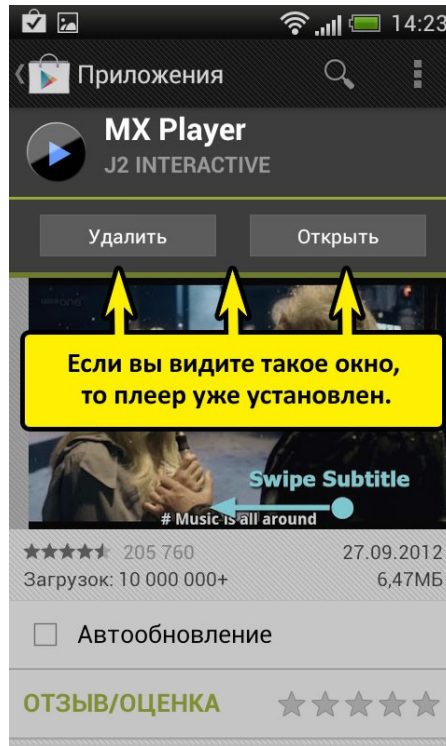 14:23
Приложения
MX Player
J2 INTERACTIVE
Удалить Открыть
Если вы видите такое окно,
то плеер уже установлен.
Swipe Subtitle
# Music is all around
205 760 27.09.2012
Загрузок: 10 000 000+ 6,47МБ
Автообновление
ОТЗЫВ/ОЦЕНКА